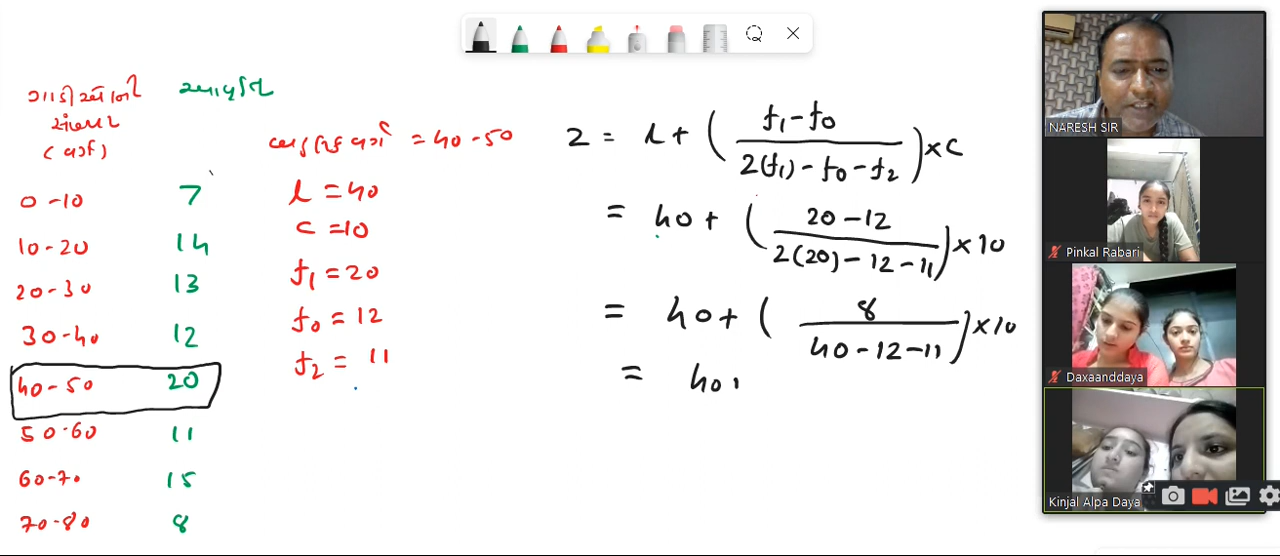 ગાડીઓની
સંખ્યા
(વર્ગ)
આવૃત્તિ
0-10 7
10-20 14
20-30 13
30-40 12
40-50 20
50-60 11
60-70 15
70-80 8
વર્ગ = 40-50
l = 40
c = 10
f₁ = 20
f₀ = 12
f₂ = 11
Z = l + ( f₁-f₀ / 2(f₁) - f₀ - f₂ ) × c
= 40 + ( 20-12 / 2(20) - 12 - 11 ) × 10
= 40 + ( 8 / 40-12-11 ) × 10
= 40+
NARESH SIR
Pinkal Rabari
Daxaanddaya
Kinjal Alpa Daya